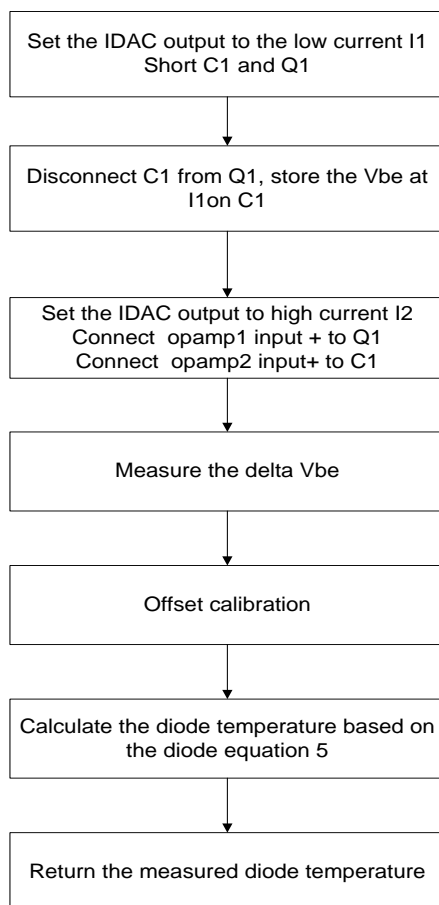 Set the IDAC output to the low current I1
Short C1 and Q1
Disconnect C1 from Q1, store the Vbe at
I1on C1
Set the IDAC output to high current I2
Connect opamp1 input + to Q1
Connect opamp2 input+ to C1
Measure the delta Vbe
Offset calibration
Calculate the diode temperature based on
the diode equation 5
Return the measured diode temperature